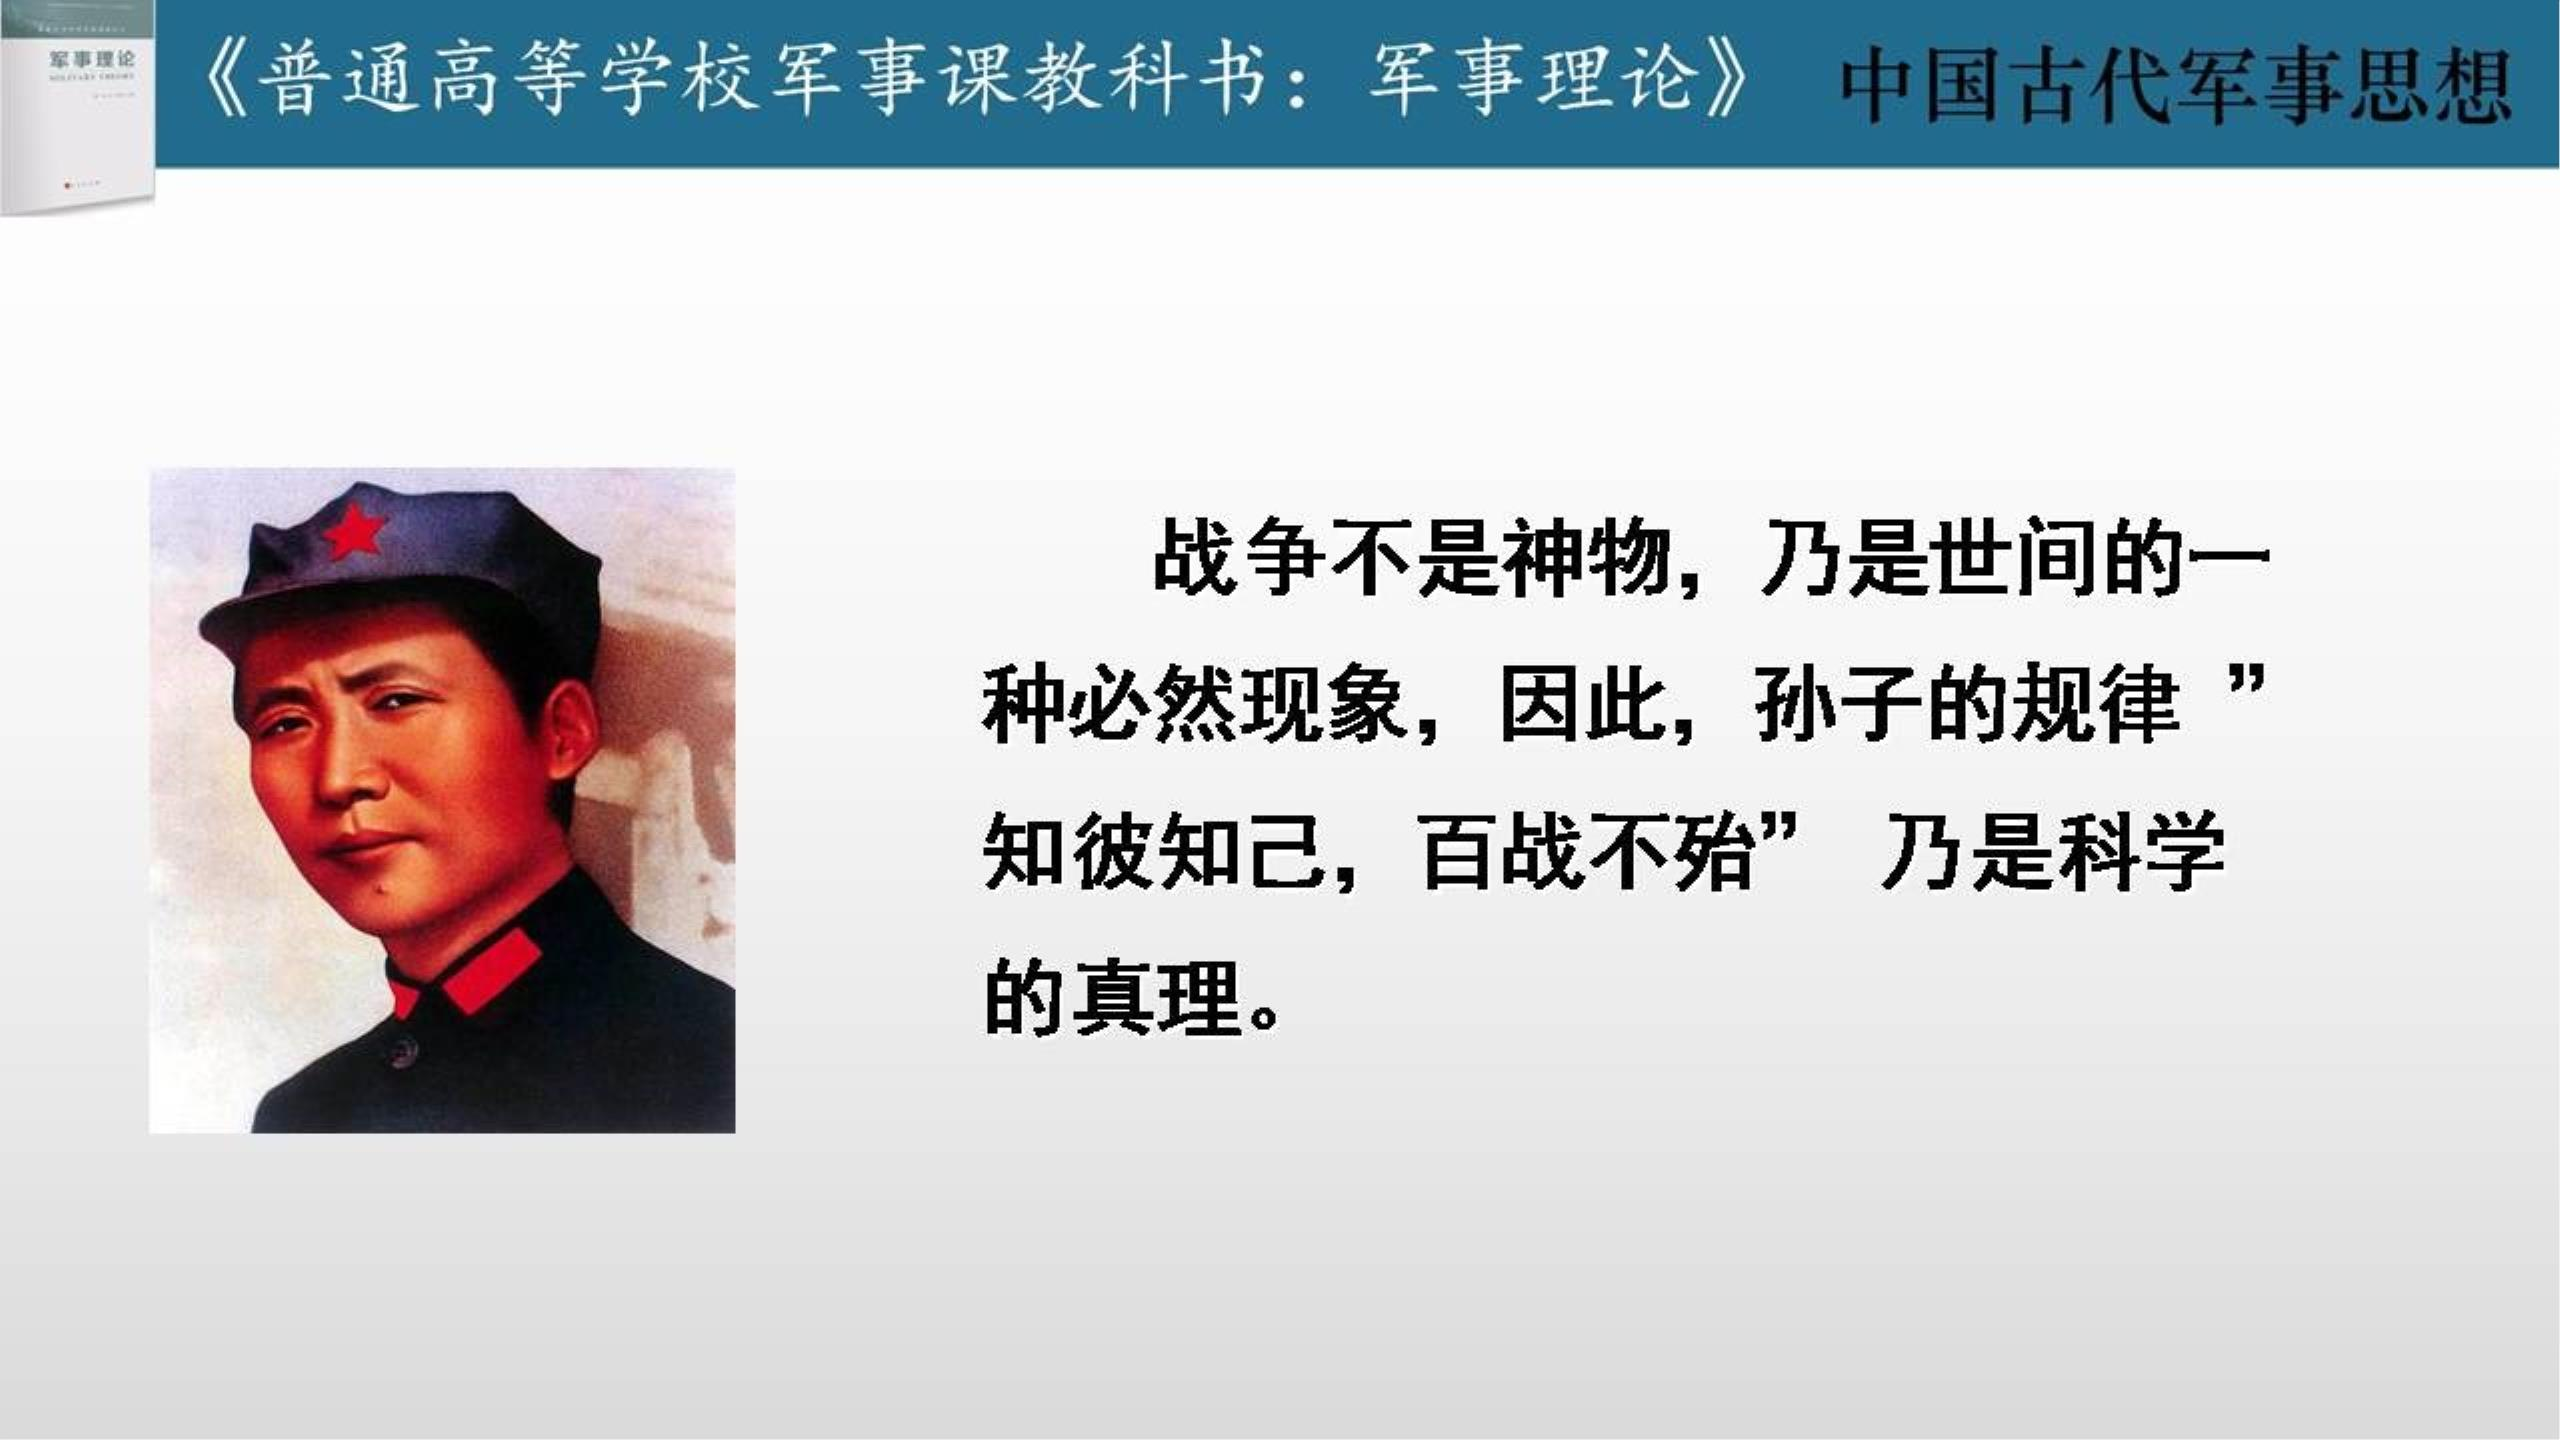 军事理论
MILITARY THEORY
《普通高等学校军事课教科书：军事理论》
中国古代军事思想
战争不是神物，乃是世间的一
种必然现象，因此，孙子的规律 ”
知彼知己，百战不殆” 乃是科学
的真理。